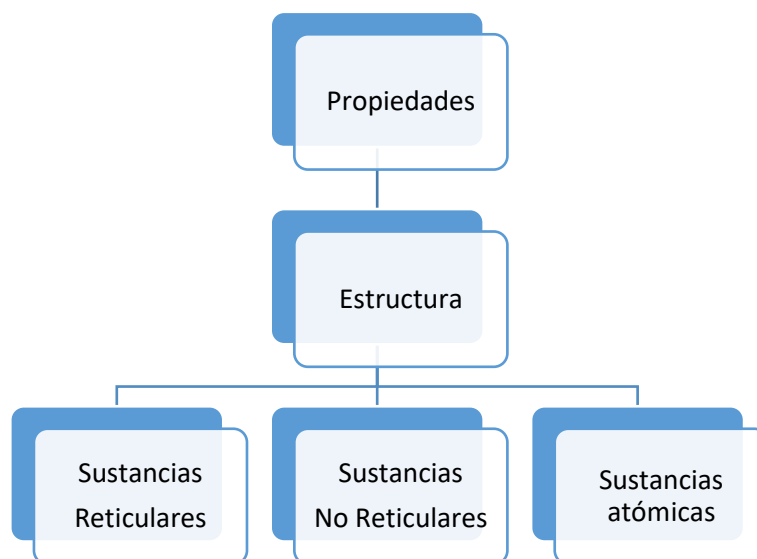 Propiedades
Estructura
Sustancias
Reticulares
Sustancias
No Reticulares
Sustancias
atómicas